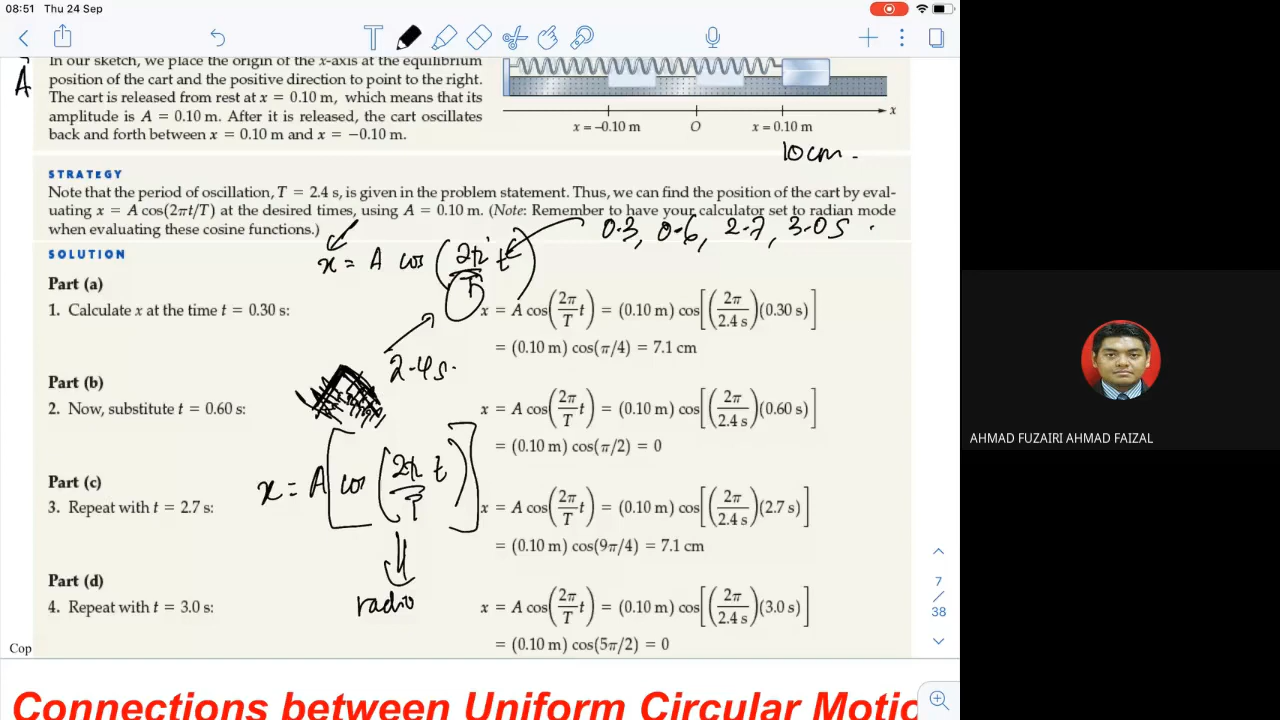 08:51 Thu 24 Sep
In our sketch, we place the origin of the x-axis at the equilibrium
position of the cart and the positive direction to point to the right.
The cart is released from rest at x = 0.10 m, which means that its
amplitude is A = 0.10 m. After it is released, the cart oscillates
back and forth between x = 0.10 m and x = −0.10 m.
A
x = −0.10 m O x = 0.10 m x
10cm.
STRATEGY
Note that the period of oscillation, T = 2.4 s, is given in the problem statement. Thus, we can find the position of the cart by eval-
uating x = A cos(2πt/T) at the desired times, using A = 0.10 m. (Note: Remember to have your calculator set to radian mode
when evaluating these cosine functions.)
0.3, 0.6, 2.7, 3.0s.
x = A cos (2π/T t)
2.4s.
SOLUTION
Part (a)
1. Calculate x at the time t = 0.30 s:
x = A cos(2π/T t) = (0.10 m) cos[(2π/2.4 s)(0.30 s)]
= (0.10 m) cos(π/4) = 7.1 cm
Part (b)
2. Now, substitute t = 0.60 s:
x = A cos(2π/T t) = (0.10 m) cos[(2π/2.4 s)(0.60 s)]
= (0.10 m) cos(π/2) = 0
x = A [cos (2π/T t)]
radio
Part (c)
3. Repeat with t = 2.7 s:
x = A cos(2π/T t) = (0.10 m) cos[(2π/2.4 s)(2.7 s)]
= (0.10 m) cos(9π/4) = 7.1 cm
Part (d)
4. Repeat with t = 3.0 s:
x = A cos(2π/T t) = (0.10 m) cos[(2π/2.4 s)(3.0 s)]
= (0.10 m) cos(5π/2) = 0
Cop
7
/
38
Connections between Uniform Circular Motio
AHMAD FUZAIRI AHMAD FAIZAL